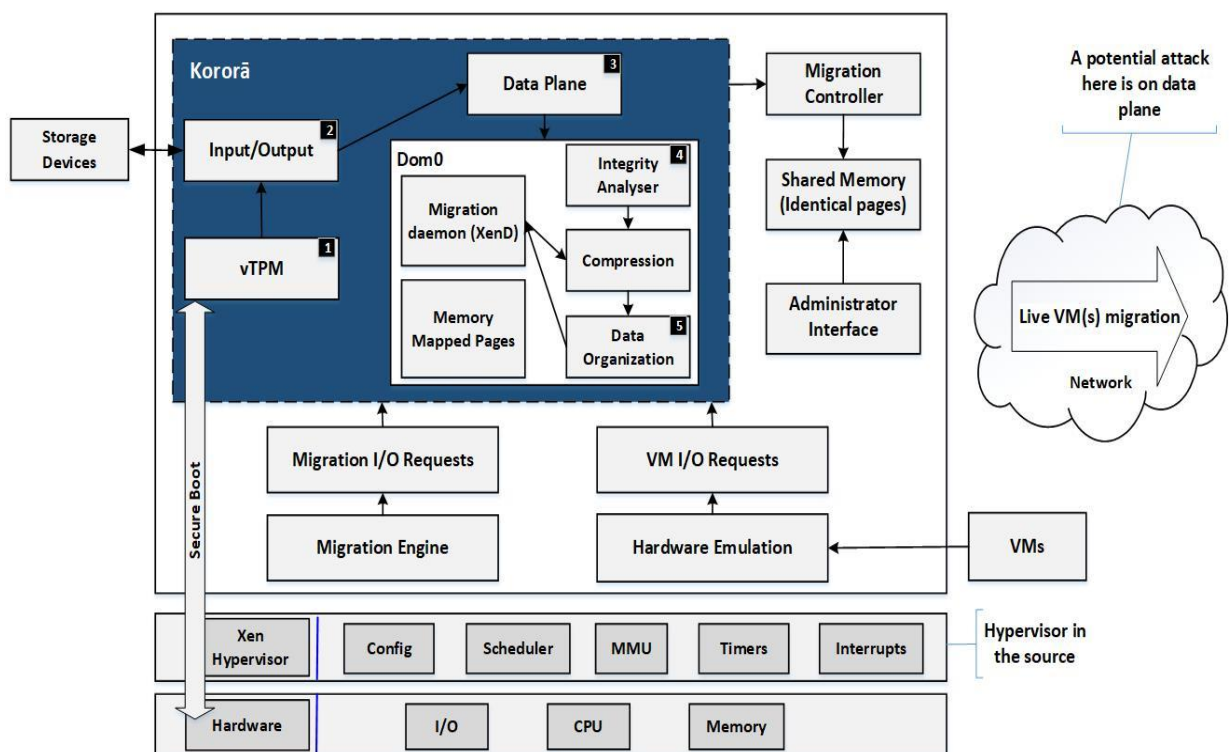 Kororā
Storage
Devices
Input/Output
2
vTPM
1
Data Plane
3
Dom0
Migration
daemon (XenD)
Memory
Mapped Pages
Integrity
Analyser
4
Compression
Data
Organization
5
Migration
Controller
Shared Memory
(Identical pages)
Administrator
Interface
A potential attack
here is on data
plane
Live VM(s) migration
Network
Migration I/O Requests
VM I/O Requests
Migration Engine
Hardware Emulation
VMs
Secure Boot
Xen
Hypervisor
Config
Scheduler
MMU
Timers
Interrupts
Hypervisor in
the source
Hardware
I/O
CPU
Memory